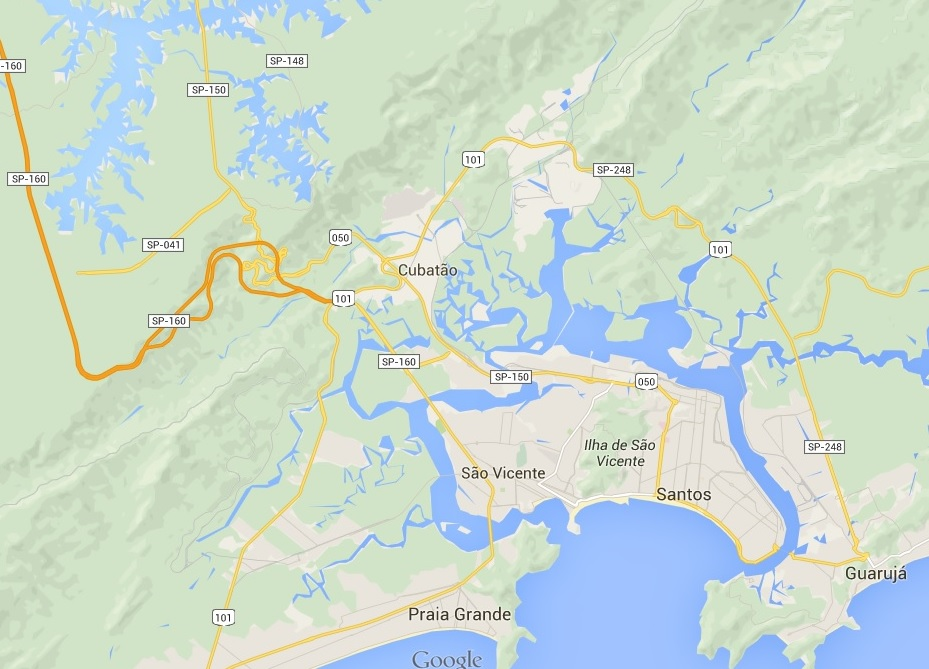 -160
SP-148
SP-150
101
SP-248
SP-160
050
101
SP-041
Cubatão
101
SP-160
SP-160
SP-150
050
Ilha de São
Vicente
SP-248
São Vicente
Santos
Guarujá
101
Praia Grande
Google